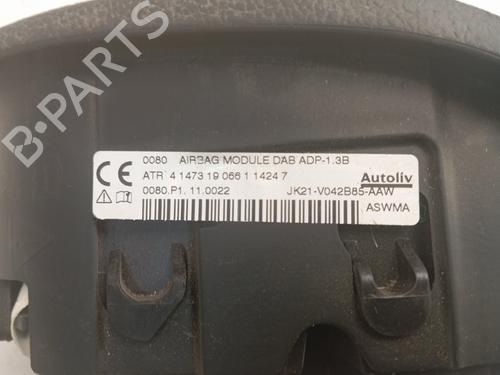 0080 AIRBAG MODULE DAB ADP-1.3B
ATR 4 1473 19 066 1 1424 7
Autoliv
0080.P1. 11.0022 JK21-V042B85-AAW
ASWMA
B-PARTS